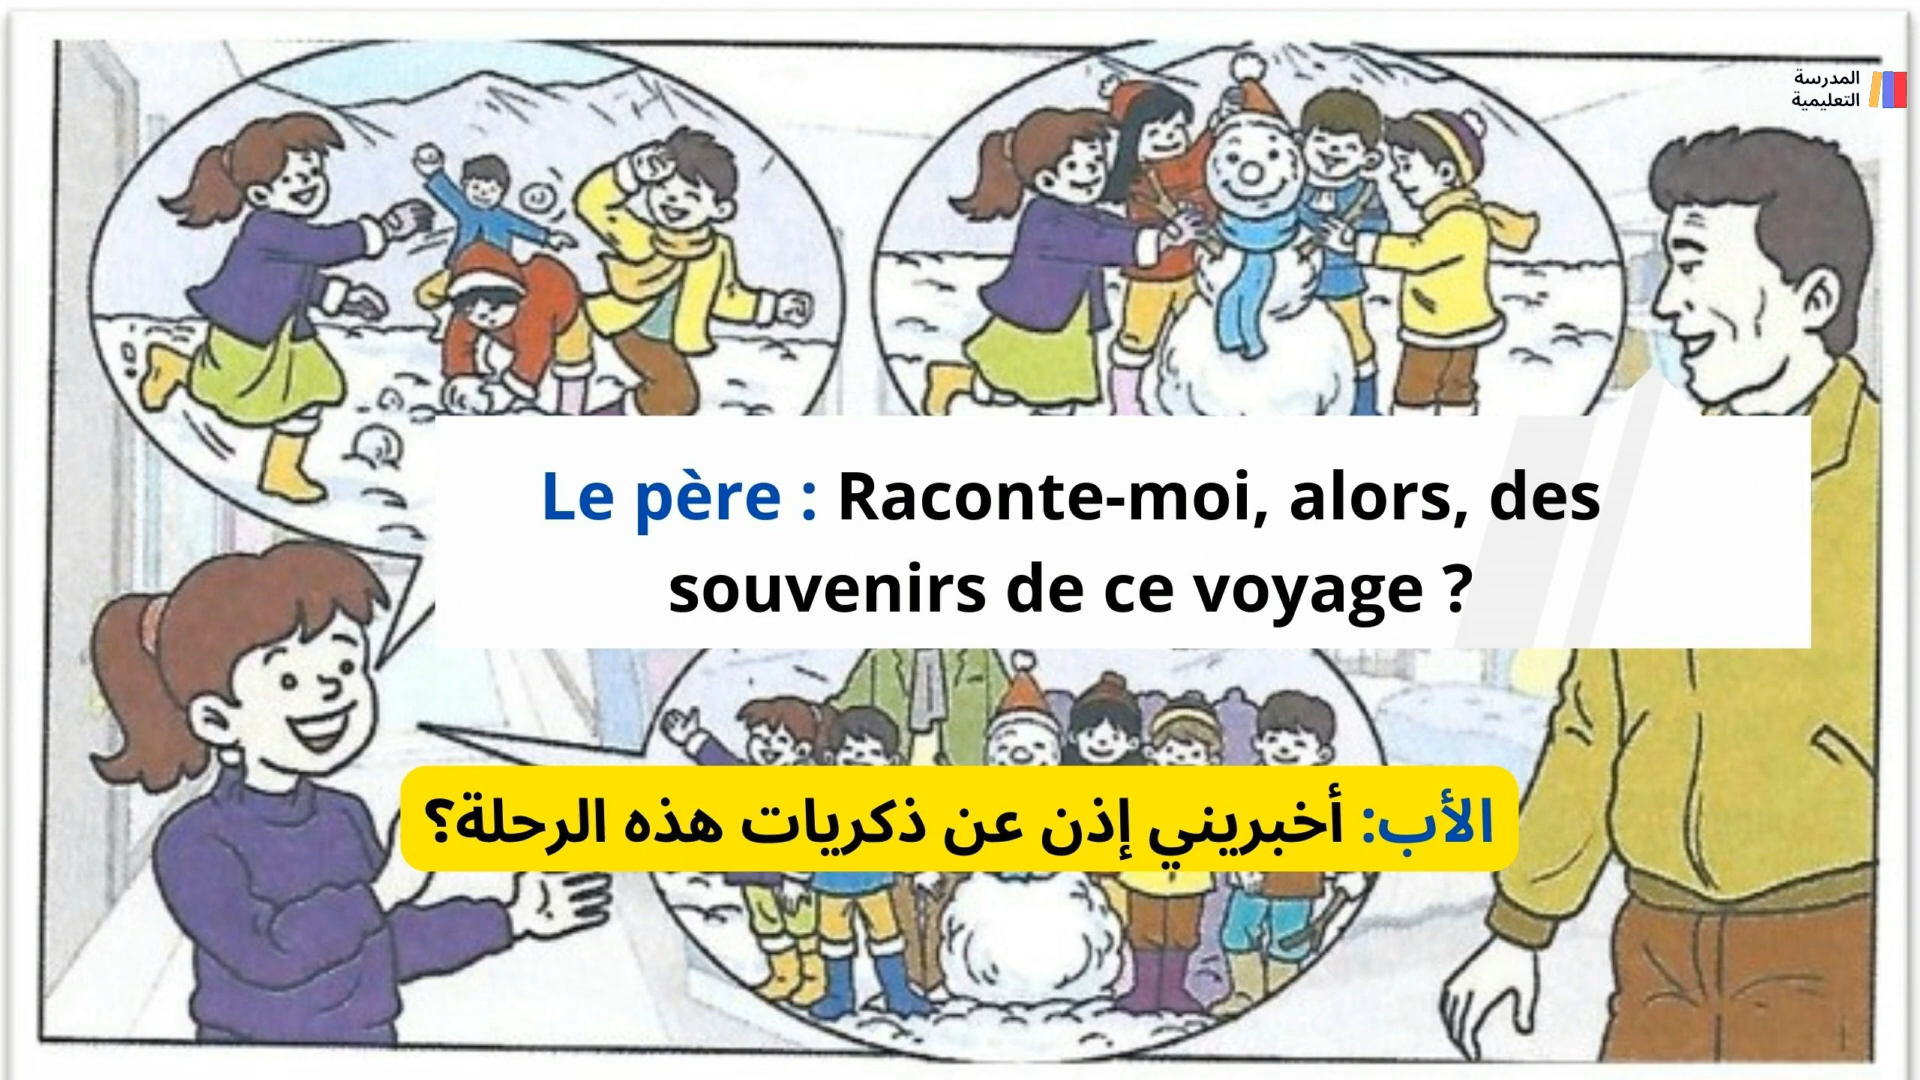 المدرسة
التعليمية
Le père : Raconte-moi, alors, des
souvenirs de ce voyage ?
الأب: أخبريني إذن عن ذكريات هذه الرحلة؟